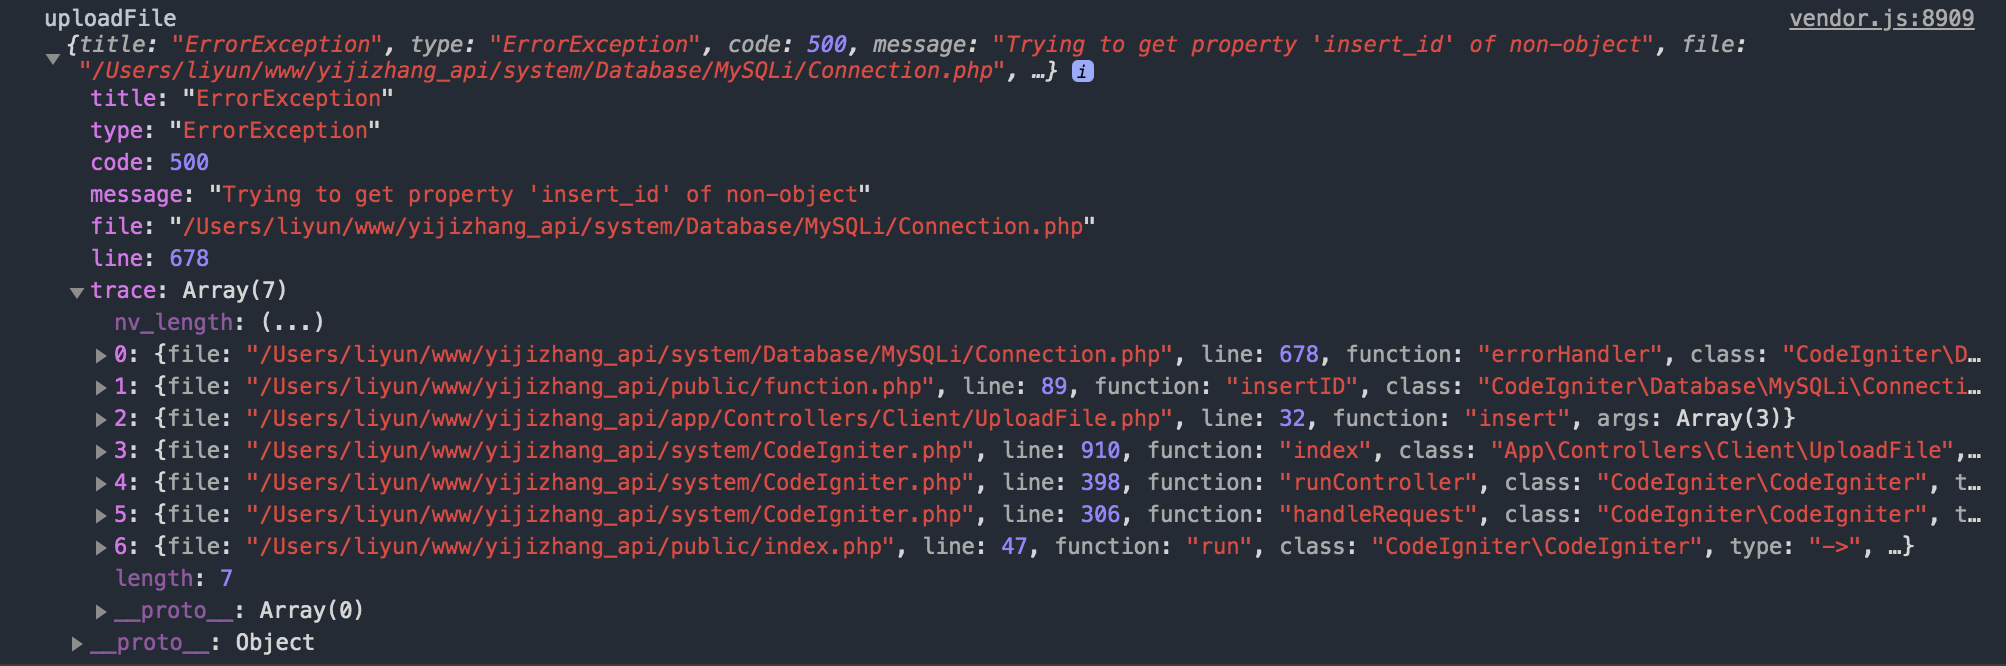 uploadFile vendor.js:8909
{title: "ErrorException", type: "ErrorException", code: 500, message: "Trying to get property 'insert_id' of non-object", file:
"/Users/liyun/www/yijizhang_api/system/Database/MySQLi/Connection.php", …} i
title: "ErrorException"
type: "ErrorException"
code: 500
message: "Trying to get property 'insert_id' of non-object"
file: "/Users/liyun/www/yijizhang_api/system/Database/MySQLi/Connection.php"
line: 678
trace: Array(7)
nv_length: (...)
0: {file: "/Users/liyun/www/yijizhang_api/system/Database/MySQLi/Connection.php", line: 678, function: "errorHandler", class: "CodeIgniter\D…
1: {file: "/Users/liyun/www/yijizhang_api/public/function.php", line: 89, function: "insertID", class: "CodeIgniter\Database\MySQLi\Connecti…
2: {file: "/Users/liyun/www/yijizhang_api/app/Controllers/Client/UploadFile.php", line: 32, function: "insert", args: Array(3)}
3: {file: "/Users/liyun/www/yijizhang_api/system/CodeIgniter.php", line: 910, function: "index", class: "App\Controllers\Client\UploadFile",…
4: {file: "/Users/liyun/www/yijizhang_api/system/CodeIgniter.php", line: 398, function: "runController", class: "CodeIgniter\CodeIgniter", t…
5: {file: "/Users/liyun/www/yijizhang_api/system/CodeIgniter.php", line: 306, function: "handleRequest", class: "CodeIgniter\CodeIgniter", t…
6: {file: "/Users/liyun/www/yijizhang_api/public/index.php", line: 47, function: "run", class: "CodeIgniter\CodeIgniter", type: "->", …}
length: 7
__proto__: Array(0)
__proto__: Object